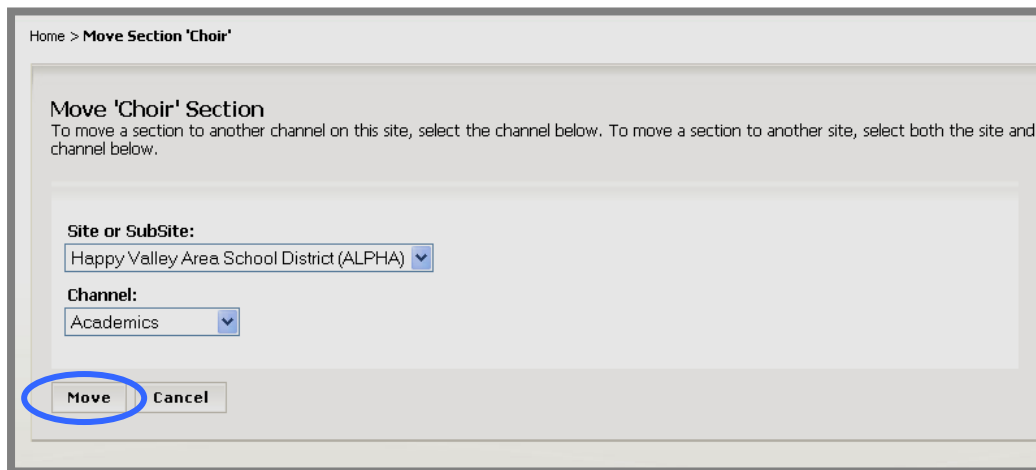 Home > Move Section 'Choir'
Move 'Choir' Section
To move a section to another channel on this site, select the channel below. To move a section to another site, select both the site and
channel below.
Site or SubSite:
Happy Valley Area School District (ALPHA)
Channel:
Academics
Move Cancel